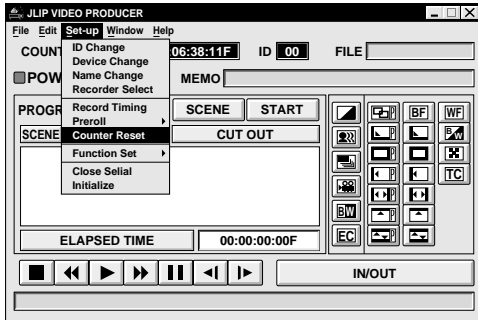 JLIP VIDEO PRODUCER
File Edit Set-up Window Help
COUNT 06:38:11F ID 00 FILE
POW MEMO
ID Change
Device Change
Name Change
Recorder Select
Record Timing
Preroll
Counter Reset
Function Set
Close Selial
Initialize
PROGR SCENE START
SCENE CUT OUT
BF WF
P B/W
P
P TC
P
BW P
EC P
ELAPSED TIME 00:00:00:00F
IN/OUT